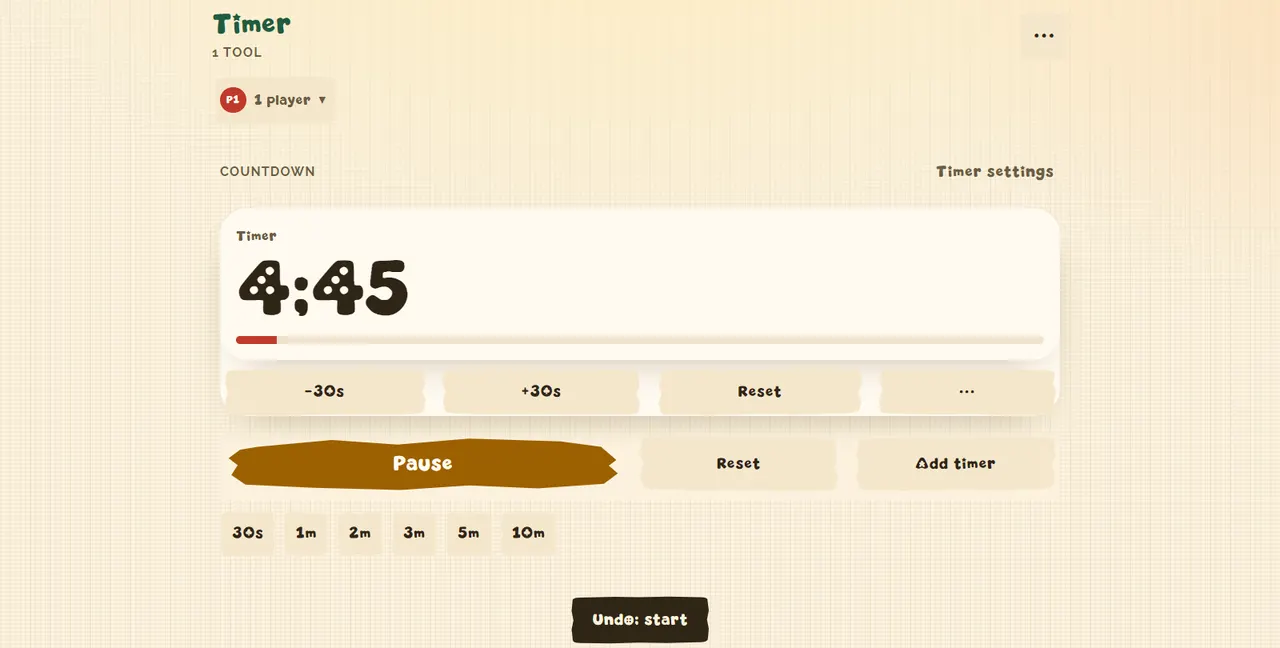 Timer
1 TOOL
...
P1 1 player ▼
COUNTDOWN
Timer settings
Timer
4:45
-30s +30s Reset ...
Pause Reset Add timer
30s 1m 2m 3m 5m 10m
Undo: start